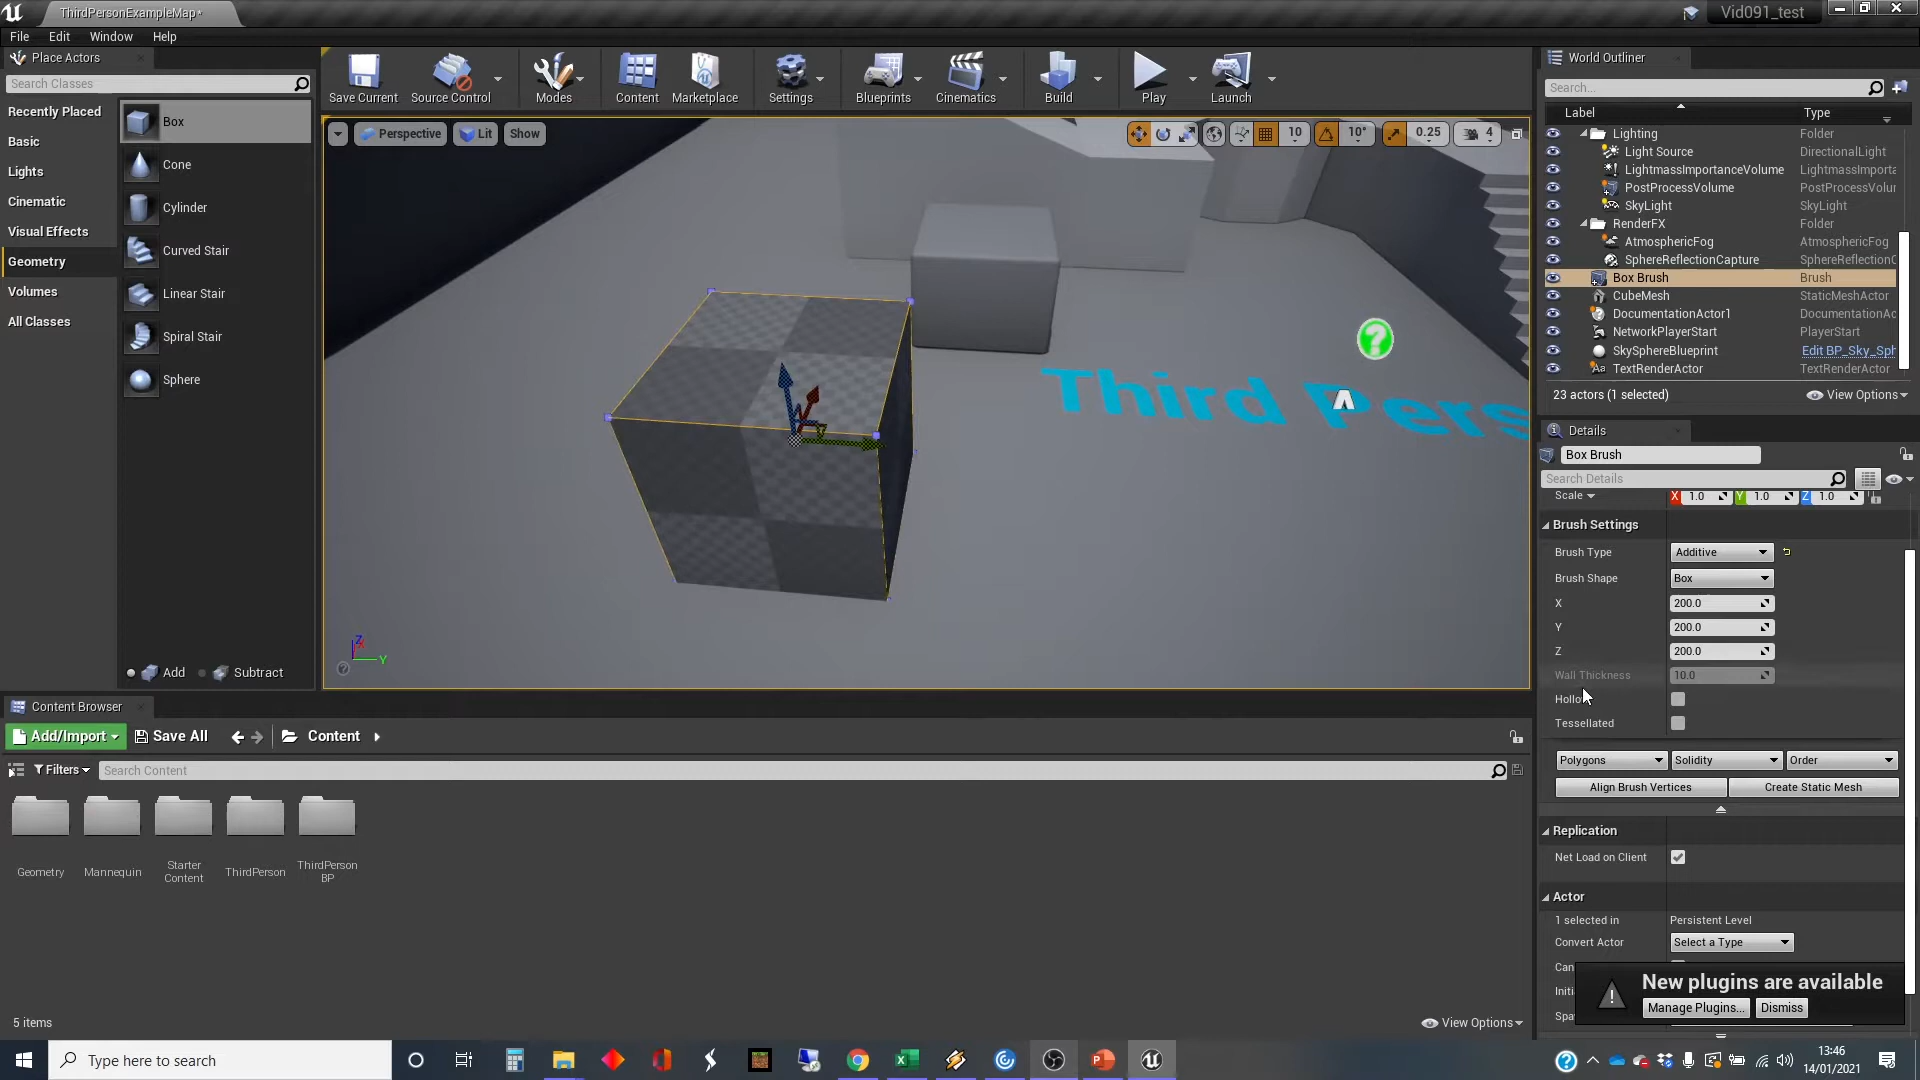 ThirdPersonExampleMap*
Vid091_test
File Edit Window Help
Place Actors
Search Classes
Recently Placed
Basic
Lights
Cinematic
Visual Effects
Geometry
Volumes
All Classes
Box
Cone
Cylinder
Curved Stair
Linear Stair
Spiral Stair
Sphere
Add Subtract
Save Current Source Control Modes Content Marketplace Settings Blueprints Cinematics Build Play Launch
Perspective Lit Show 10 10° 0.25 4
?
Third Pers
Z
Y
World Outliner
Search...
Label Type
Lighting Folder
Light Source DirectionalLight
LightmassImportanceVolume LightmassImporta
PostProcessVolume PostProcessVolur
SkyLight SkyLight
RenderFX Folder
AtmosphericFog AtmosphericFog
SphereReflectionCapture SphereReflectionC
Box Brush Brush
CubeMesh StaticMeshActor
DocumentationActor1 DocumentationAc
NetworkPlayerStart PlayerStart
SkySphereBlueprint Edit BP_Sky_Sph
TextRenderActor TextRenderActor
23 actors (1 selected) View Options
Details
Box Brush
Search Details
Scale X 1.0 Y 1.0 Z 1.0
Brush Settings
Brush Type Additive
Brush Shape Box
X 200.0
Y 200.0
Z 200.0
Wall Thickness 10.0
Hollo
Tessellated
Polygons Solidity Order
Align Brush Vertices Create Static Mesh
Replication
Net Load on Client
Actor
1 selected in Persistent Level
Convert Actor Select a Type
Can
Initi
Spa
New plugins are available
Manage Plugins... Dismiss
Content Browser
Add/Import Save All Content
Filters Search Content
Geometry
Mannequin
Starter Content
ThirdPerson
ThirdPerson BP
5 items View Options
Type here to search
13:46
14/01/2021